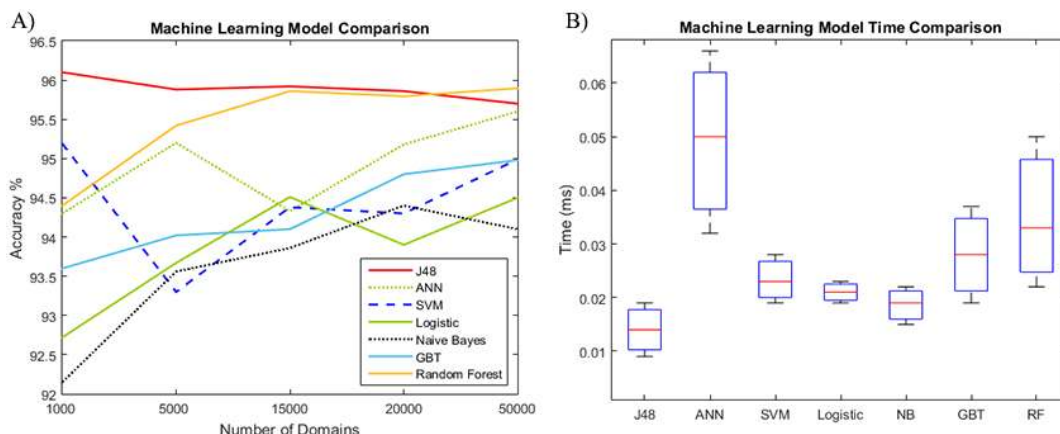 A)
Machine Learning Model Comparison
96.5
96
95.5
95
94.5
94
93.5
93
92.5
92
Accuracy %
J48
ANN
SVM
Logistic
Naive Bayes
GBT
Random Forest
1000 5000 15000 20000 50000
Number of Domains
B)
Machine Learning Model Time Comparison
0.06
0.05
0.04
0.03
0.02
0.01
Time (ms)
J48 ANN SVM Logistic NB GBT RF